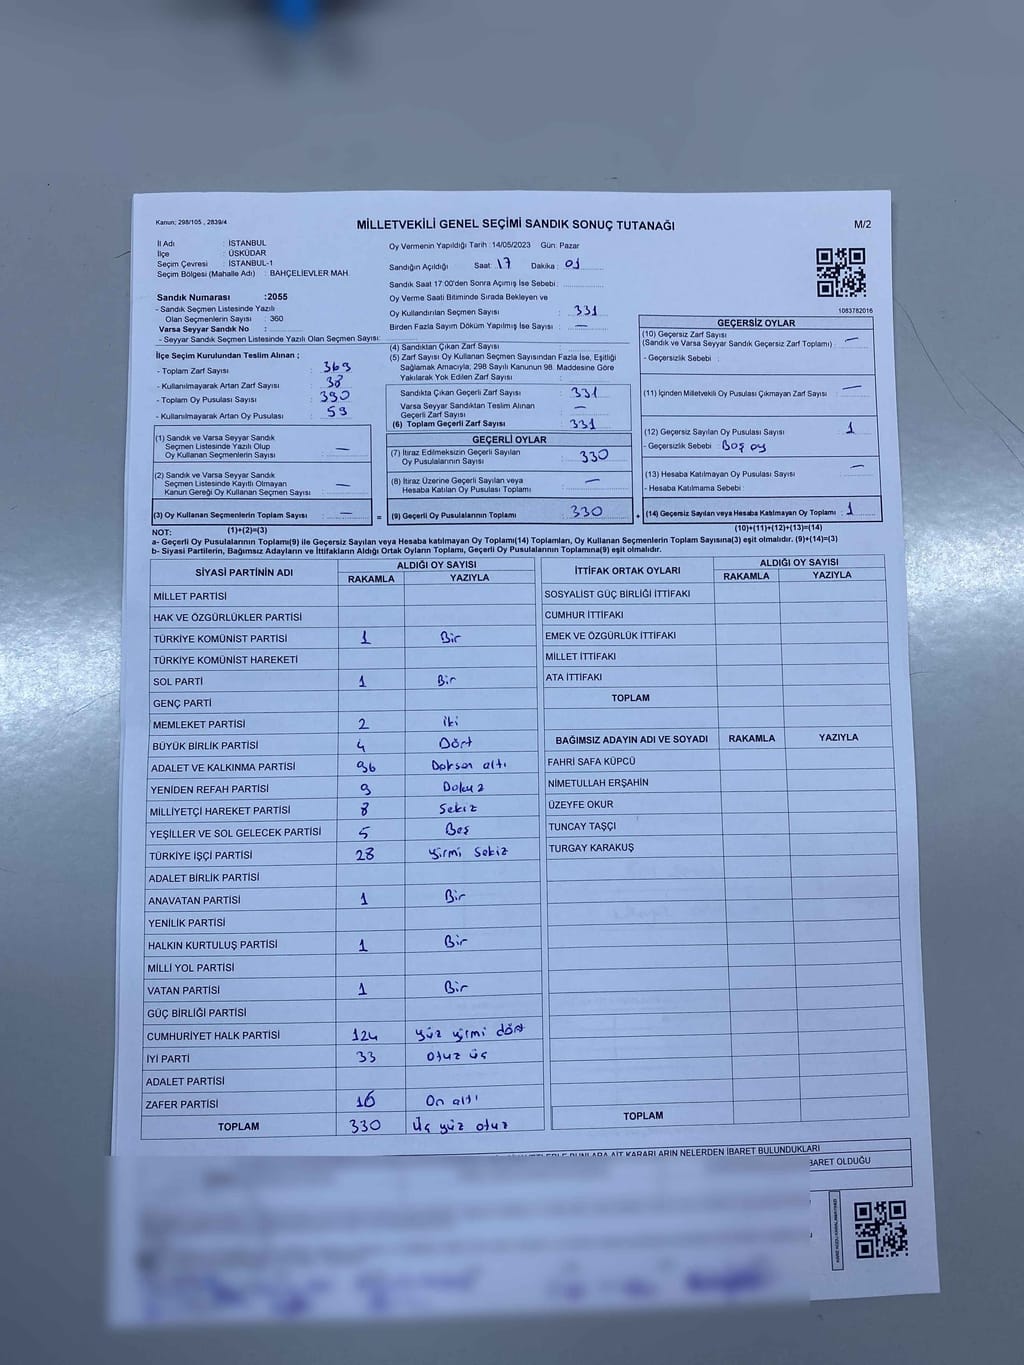 Kanun; 298/105 , 2839/4
MİLLETVEKİLİ GENEL SEÇİMİ SANDIK SONUÇ TUTANAĞI
M/2
İl Adı : İSTANBUL
İlçe : ÜSKÜDAR
Seçim Çevresi : İSTANBUL-1
Seçim Bölgesi (Mahalle Adı) : BAHÇELİEVLER MAH.
Sandık Numarası :2055
- Sandık Seçmen Listesinde Yazılı
Olan Seçmenlerin Sayısı : 360
Varsa Seyyar Sandık No :
- Seyyar Sandık Seçmen Listesinde Yazılı Olan Seçmen Sayısı:
İlçe Seçim Kurulundan Teslim Alınan ;
- Toplam Zarf Sayısı : 369
- Kullanılmayarak Artan Zarf Sayısı : 38
- Toplam Oy Pusulası Sayısı : 390
- Kullanılmayarak Artan Oy Pusulası : 59
(1) Sandık ve Varsa Seyyar Sandık
Seçmen Listesinde Yazılı Olup
Oy Kullanan Seçmenlerin Sayısı : —
(2) Sandık ve Varsa Seyyar Sandık
Seçmen Listesinde Kayıtlı Olmayan
Kanun Gereği Oy Kullanan Seçmen Sayısı : —
(3) Oy Kullanan Seçmenlerin Toplam Sayısı : —
(1)+(2)=(3)
Oy Vermenin Yapıldığı Tarih :14/05/2023 Gün: Pazar
Sandığın Açıldığı Saat: 17 Dakika : 01
Sandık Saat 17:00'den Sonra Açımış İse Sebebi:
Oy Verme Saati Bitiminde Sırada Bekleyen ve
Oy Kullandırılan Seçmen Sayısı : 331
Birden Fazla Sayım Döküm Yapılmış İse Sayısı : —
(4) Sandıktan Çıkan Zarf Sayısı :
(5) Zarf Sayısı Oy Kullanan Seçmen Sayısından Fazla İse, Eşitliği
Sağlamak Amacıyla; 298 Sayılı Kanunun 98. Maddesine Göre
Yakılarak Yok Edilen Zarf Sayısı :
Sandıkta Çıkan Geçerli Zarf Sayısı : 331
Varsa Seyyar Sandıktan Teslim Alınan
Geçerli Zarf Sayısı : —
(6) Toplam Geçerli Zarf Sayısı : 331
GEÇERLİ OYLAR
(7) İtiraz Edilmeksizin Geçerli Sayılan
Oy Pusulalarının Sayısı : 330
(8) İtiraz Üzerine Geçerli Sayılan veya
Hesaba Katılan Oy Pusulası Toplamı : —
= (9) Geçerli Oy Pusulalarının Toplamı : 330
1083782016
GEÇERSİZ OYLAR
(10) Geçersiz Zarf Sayısı
(Sandık ve Varsa Seyyar Sandık Geçersiz Zarf Toplamı) : —
- Geçersizlik Sebebi :
(11) İçinden Milletvekili Oy Pusulası Çıkmayan Zarf Sayısı : —
(12) Geçersiz Sayılan Oy Pusulası Sayısı : 1
- Geçersizlik Sebebi : Boş oy
(13) Hesaba Katılmayan Oy Pusulası Sayısı : —
- Hesaba Katılmama Sebebi :
+ (14) Geçersiz Sayılan veya Hesaba Katılmayan Oy Toplamı : 1
(10)+(11)+(12)+(13)=(14)
NOT:
a- Geçerli Oy Pusulalarının Toplamı(9) ile Geçersiz Sayılan veya Hesaba katılmayan Oy Toplamı(14) Toplamları, Oy Kullanan Seçmenlerin Toplam Sayısına(3) eşit olmalıdır. (9)+(14)=(3)
b- Siyasi Partilerin, Bağımsız Adayların ve İttifakların Aldığı Ortak Oyların Toplamı, Geçerli Oy Pusulalarının Toplamına(9) eşit olmalıdır.
SİYASİ PARTİNİN ADI ALDIĞI OY SAYISI
RAKAMLA YAZIYLA
MİLLET PARTİSİ
HAK VE ÖZGÜRLÜKLER PARTİSİ
TÜRKİYE KOMÜNİST PARTİSİ 1 Bir
TÜRKİYE KOMÜNİST HAREKETİ
SOL PARTİ 1 Bir
GENÇ PARTİ
MEMLEKET PARTİSİ 2 iki
BÜYÜK BİRLİK PARTİSİ 4 Dört
ADALET VE KALKINMA PARTİSİ 96 Doksan altı
YENİDEN REFAH PARTİSİ 9 Dokuz
MİLLİYETÇİ HAREKET PARTİSİ 8 Sekiz
YEŞİLLER VE SOL GELECEK PARTİSİ 5 Beş
TÜRKİYE İŞÇİ PARTİSİ 28 Yirmi sekiz
ADALET BİRLİK PARTİSİ
ANAVATAN PARTİSİ 1 Bir
YENİLİK PARTİSİ
HALKIN KURTULUŞ PARTİSİ 1 Bir
MİLLİ YOL PARTİSİ
VATAN PARTİSİ 1 Bir
GÜÇ BİRLİĞİ PARTİSİ
CUMHURİYET HALK PARTİSİ 124 Yüz yirmi dört
İYİ PARTİ 33 Otuz üç
ADALET PARTİSİ
ZAFER PARTİSİ 16 On altı
TOPLAM 330 Üç yüz otuz
İTTİFAK ORTAK OYLARI ALDIĞI OY SAYISI
RAKAMLA YAZIYLA
SOSYALİST GÜÇ BİRLİĞİ İTTİFAKI
CUMHUR İTTİFAKI
EMEK VE ÖZGÜRLÜK İTTİFAKI
MİLLET İTTİFAKI
ATA İTTİFAKI
TOPLAM
BAĞIMSIZ ADAYIN ADI VE SOYADI RAKAMLA YAZIYLA
FAHRİ SAFA KÜPCÜ
NİMETULLAH ERŞAHİN
ÜZEYFE OKUR
TUNCAY TAŞÇI
TURGAY KARAKUŞ
TOPLAM
BUNLARA AİT KARARLARIN NELERDEN İBARET BULUNDUKLARI
BARET OLDUĞU